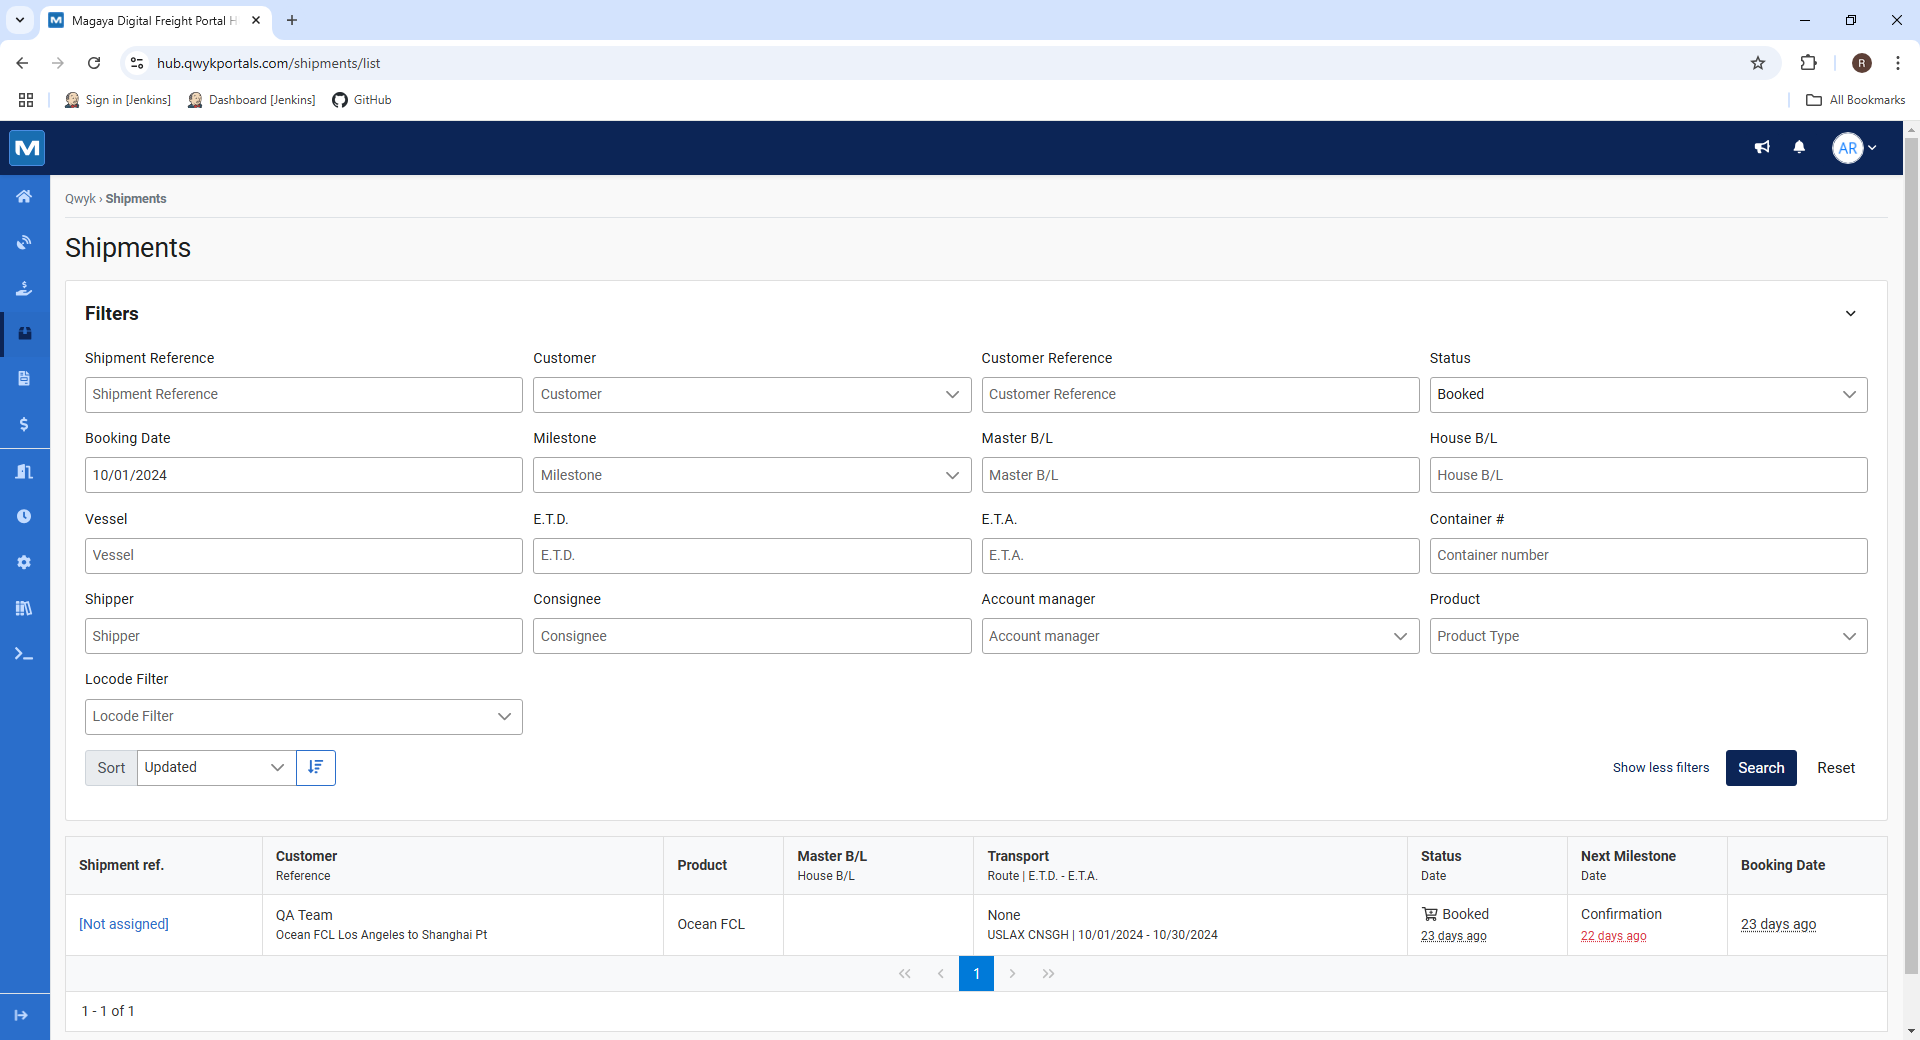 Magaya Digital Freight Portal H
hub.qwykportals.com/shipments/list
R
Sign in [Jenkins]
Dashboard [Jenkins]
GitHub
All Bookmarks
M
AR
Qwyk › Shipments
Shipments
Filters
Shipment Reference
Customer
Customer Reference
Status
Shipment Reference
Customer
Customer Reference
Booked
Booking Date
Milestone
Master B/L
House B/L
10/01/2024
Milestone
Master B/L
House B/L
Vessel
E.T.D.
E.T.A.
Container #
Vessel
E.T.D.
E.T.A.
Container number
Shipper
Consignee
Account manager
Product
Shipper
Consignee
Account manager
Product Type
Locode Filter
Locode Filter
Sort
Updated
Show less filters
Search
Reset
Shipment ref.
Customer
Reference
Product
Master B/L
House B/L
Transport
Route | E.T.D. - E.T.A.
Status
Date
Next Milestone
Date
Booking Date
[Not assigned]
QA Team
Ocean FCL Los Angeles to Shanghai Pt
Ocean FCL
None
USLAX CNSGH | 10/01/2024 - 10/30/2024
Booked
23 days ago
Confirmation
22 days ago
23 days ago
1
1 - 1 of 1